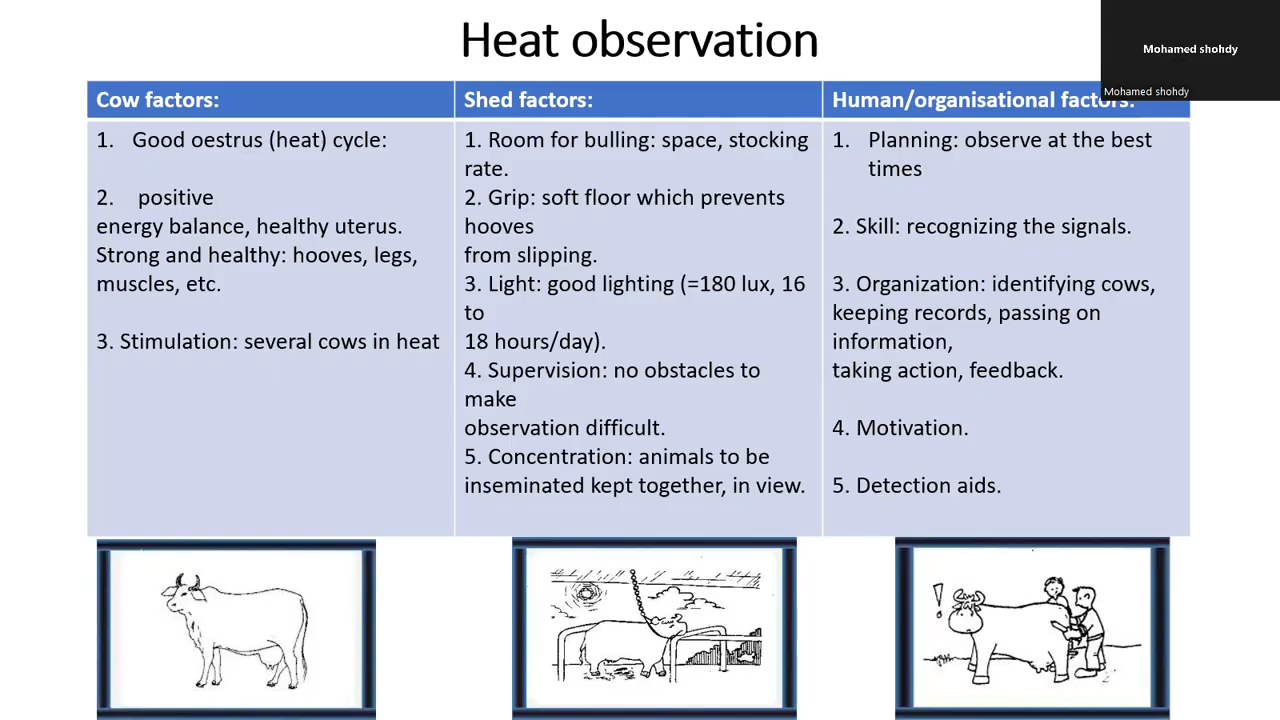 Heat observation
Mohamed shohdy
Mohamed shohdy
Cow factors:
1. Good oestrus (heat) cycle:
2. positive
energy balance, healthy uterus.
Strong and healthy: hooves, legs,
muscles, etc.
3. Stimulation: several cows in heat
Shed factors:
1. Room for bulling: space, stocking
rate.
2. Grip: soft floor which prevents
hooves
from slipping.
3. Light: good lighting (=180 lux, 16
to
18 hours/day).
4. Supervision: no obstacles to
make
observation difficult.
5. Concentration: animals to be
inseminated kept together, in view.
Human/organisational factors:
1. Planning: observe at the best
times
2. Skill: recognizing the signals.
3. Organization: identifying cows,
keeping records, passing on
information,
taking action, feedback.
4. Motivation.
5. Detection aids.
!